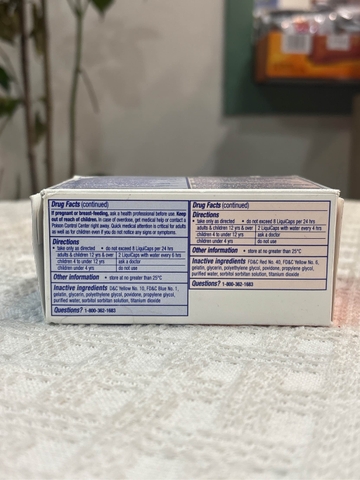 Drug Facts (continued)
If pregnant or breast-feeding, ask a health professional before use. Keep
out of reach of children. In case of overdose, get medical help or contact a
Poison Control Center right away. Quick medical attention is critical for adults
as well as for children even if you do not notice any signs or symptoms.
Directions
• take only as directed • do not exceed 8 LiquiCaps per 24 hrs
adults & children 12 yrs & over 2 LiquiCaps with water every 6 hrs
children 4 to under 12 yrs ask a doctor
children under 4 yrs do not use
Other information • store at no greater than 25°C
Inactive ingredients D&C Yellow No. 10, FD&C Blue No. 1,
gelatin, glycerin, polyethylene glycol, povidone, propylene glycol,
purified water, sorbitol sorbitan solution, titanium dioxide
Questions? 1-800-362-1683
Drug Facts (continued)
Directions
• take only as directed • do not exceed 8 LiquiCaps per 24 hrs
adults & children 12 yrs & over 2 LiquiCaps with water every 4 hrs
children 4 to under 12 yrs ask a doctor
children under 4 yrs do not use
Other information • store at no greater than 25°C
Inactive ingredients FD&C Red No. 40, FD&C Yellow No. 6,
gelatin, glycerin, polyethylene glycol, povidone, propylene glycol,
purified water, sorbitol sorbitan solution, titanium dioxide
Questions? 1-800-362-1683